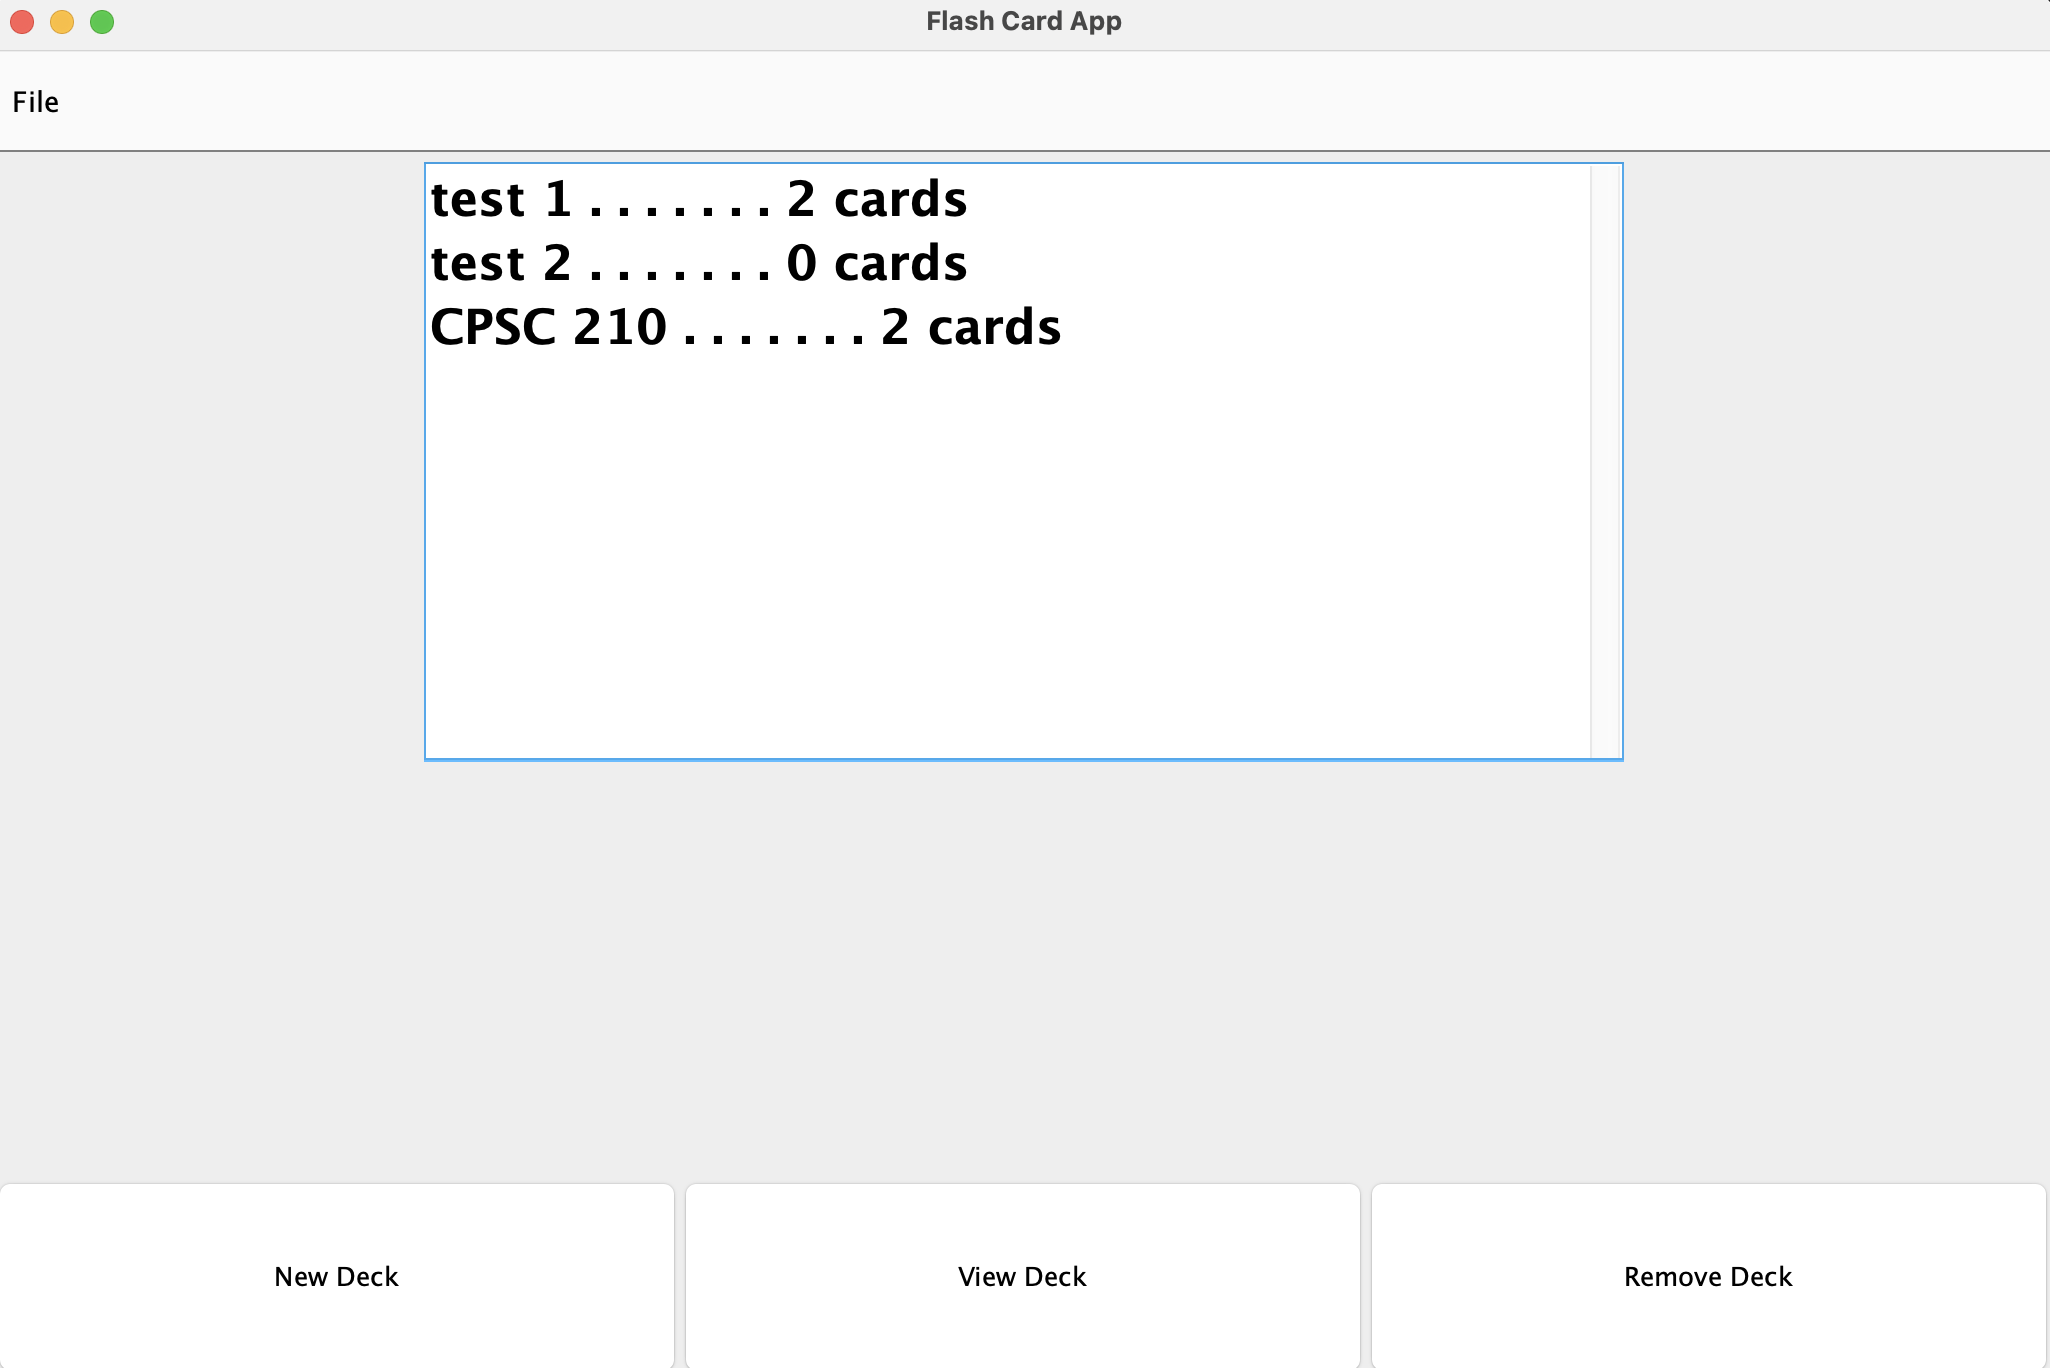 Flash Card App
File
test 1 . . . . . . . 2 cards
test 2 . . . . . . . 0 cards
CPSC 210 . . . . . . . 2 cards
New Deck
View Deck
Remove Deck